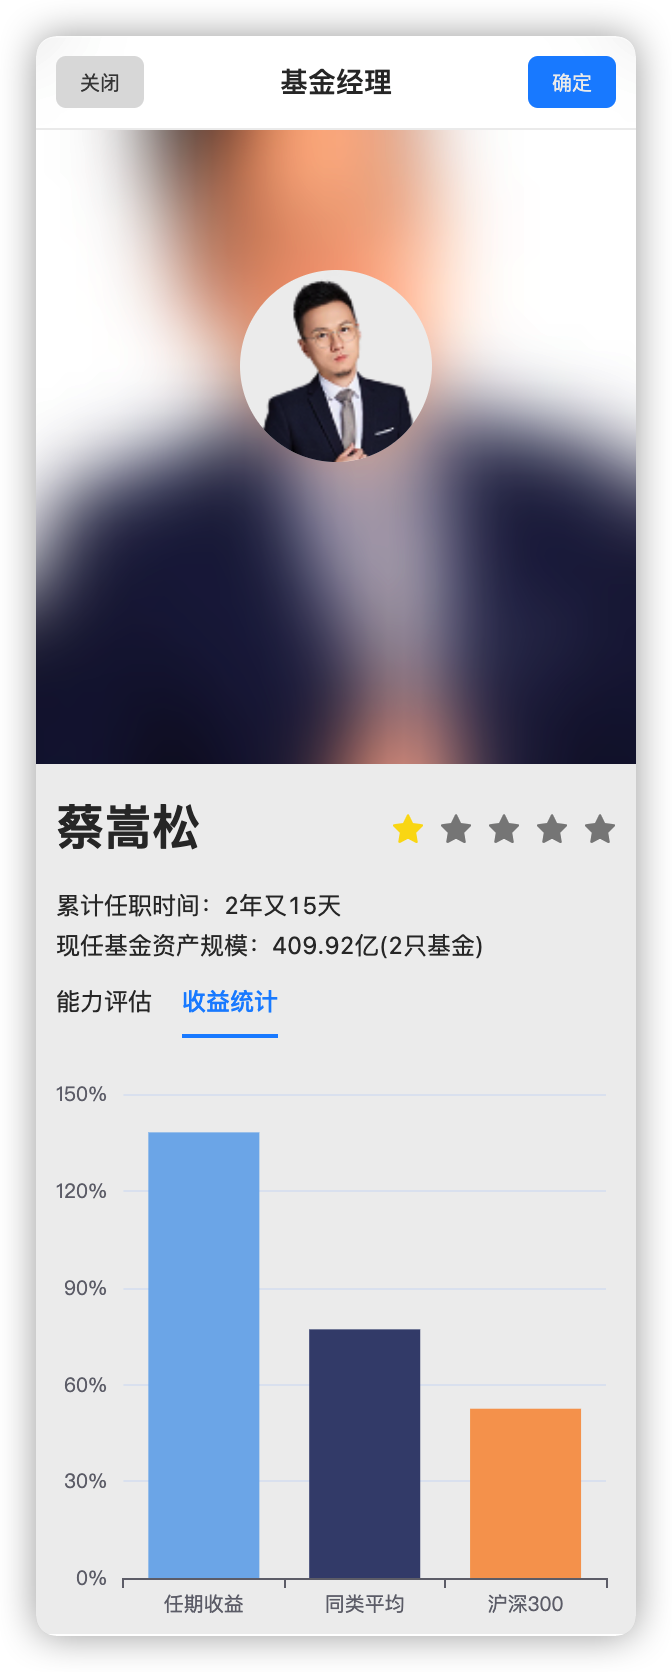 关闭 基金经理 确定
蔡嵩松
累计任职时间：2年又15天
现任基金资产规模：409.92亿(2只基金)
能力评估 收益统计
150%
120%
90%
60%
30%
0%
任期收益 同类平均 沪深300